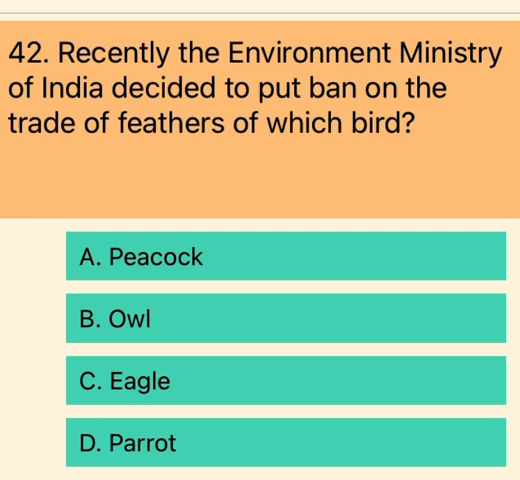 42. Recently the Environment Ministry
of India decided to put ban on the
trade of feathers of which bird?
A. Peacock
B. Owl
C. Eagle
D. Parrot